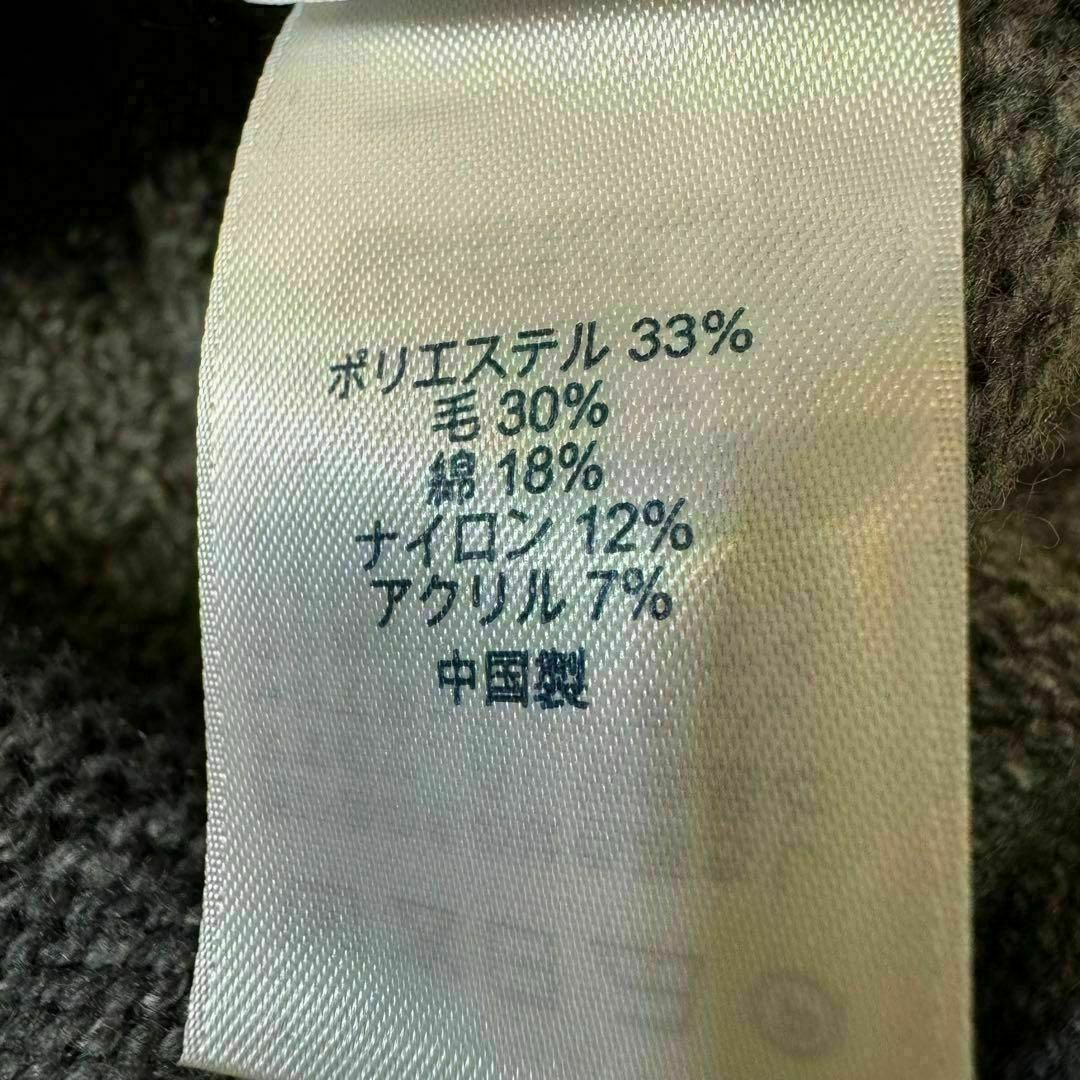 ポリエステル 33%
毛 30%
綿 18%
ナイロン 12%
アクリル 7%
中国製